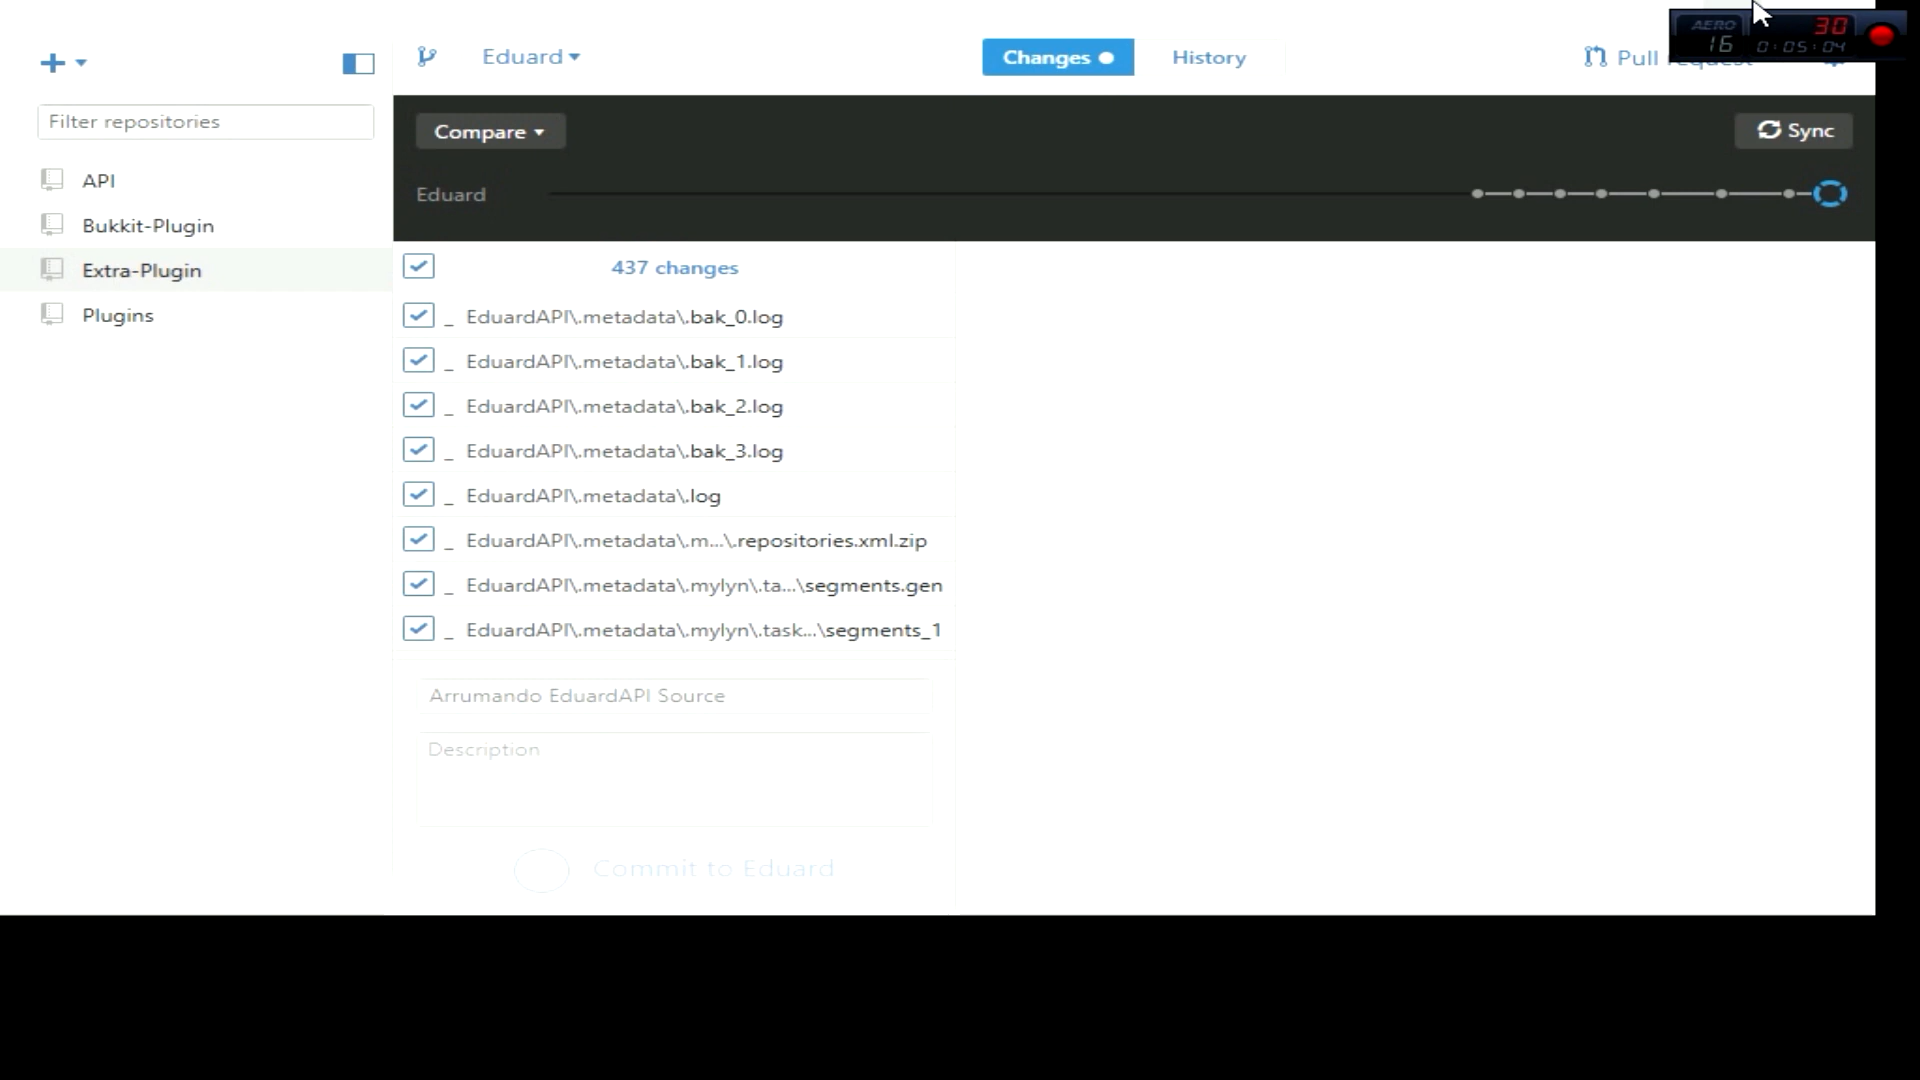 Eduard
Changes
History
Pull request
AERO
30
16
0:05:04
Filter repositories
API
Bukkit-Plugin
Extra-Plugin
Plugins
Compare
Sync
Eduard
437 changes
_ EduardAPI\.metadata\.bak_0.log
_ EduardAPI\.metadata\.bak_1.log
_ EduardAPI\.metadata\.bak_2.log
_ EduardAPI\.metadata\.bak_3.log
_ EduardAPI\.metadata\.log
_ EduardAPI\.metadata\.m...\.repositories.xml.zip
_ EduardAPI\.metadata\.mylyn\.ta...\segments.gen
_ EduardAPI\.metadata\.mylyn\.task...\segments_1
Arrumando EduardAPI Source
Description
Commit to Eduard